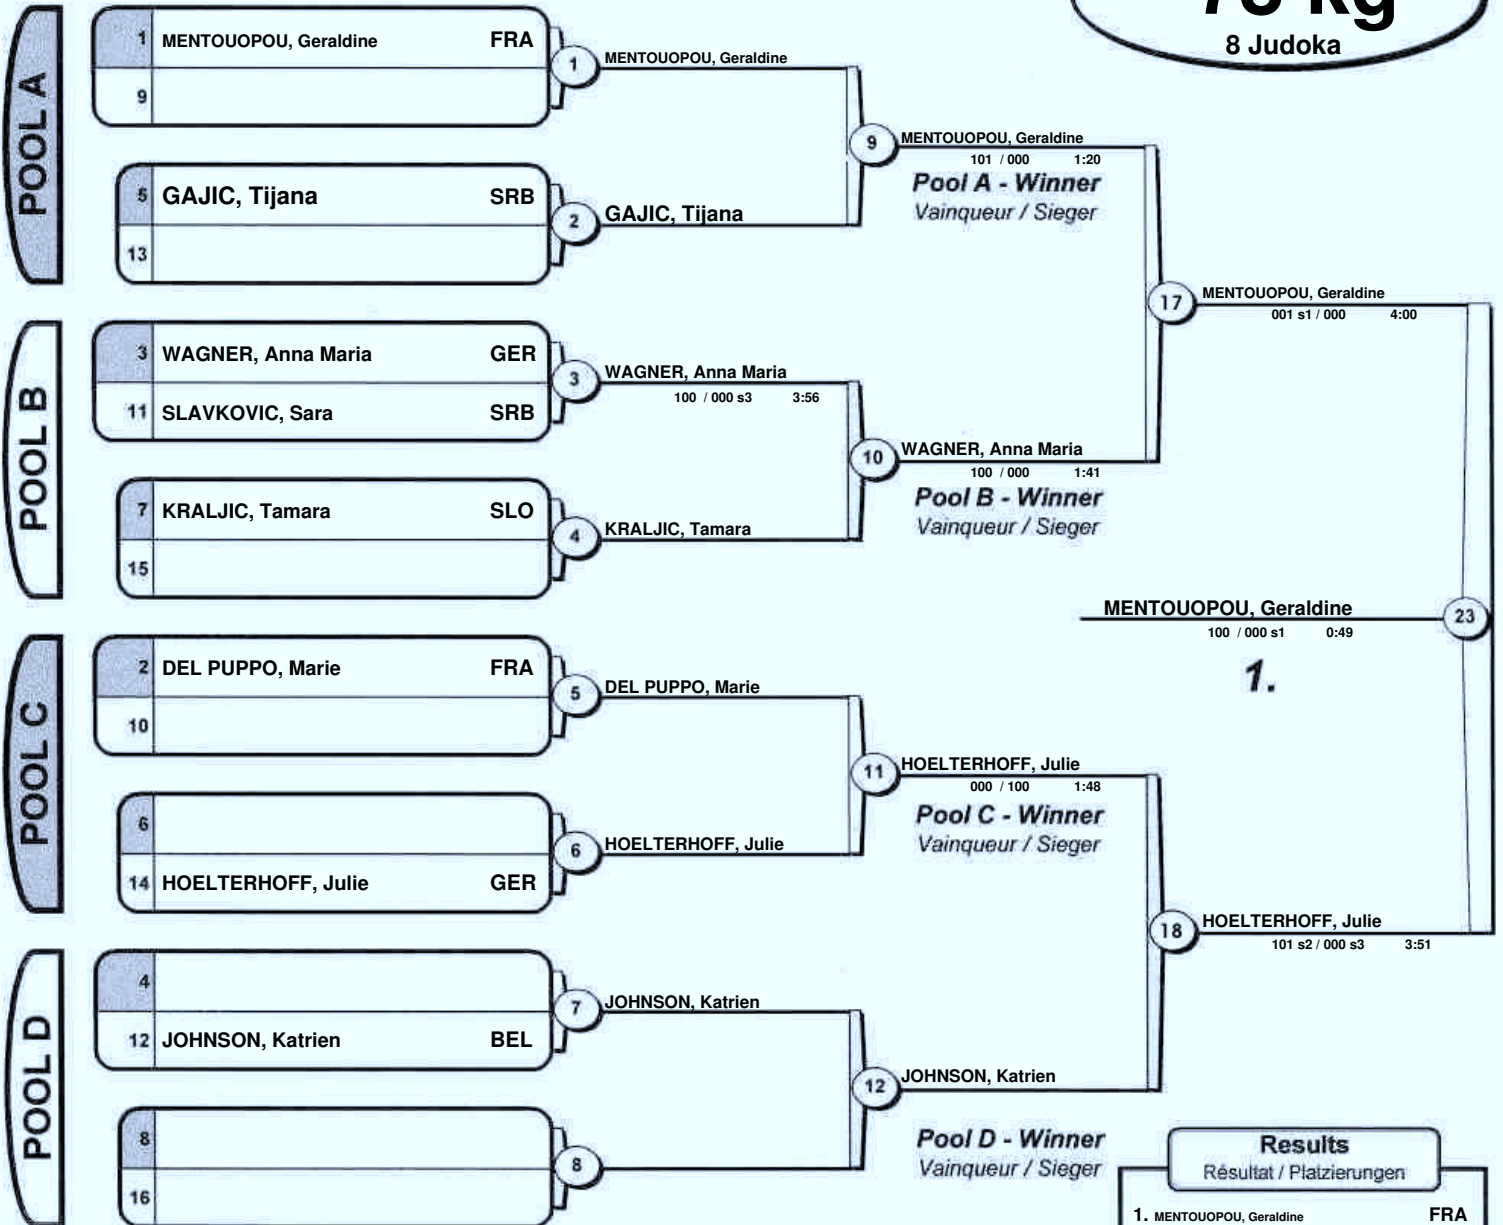 78 kg
8 Judoka
POOL A
1 MENTOUOPOU, Geraldine FRA
9
5 GAJIC, Tijana SRB
13
1 MENTOUOPOU, Geraldine
2 GAJIC, Tijana
9 MENTOUOPOU, Geraldine
101 / 000 1:20
Pool A - Winner
Vainqueur / Sieger
POOL B
3 WAGNER, Anna Maria GER
11 SLAVKOVIC, Sara SRB
7 KRALJIC, Tamara SLO
15
3 WAGNER, Anna Maria
100 / 000 s3 3:56
4 KRALJIC, Tamara
10 WAGNER, Anna Maria
100 / 000 1:41
Pool B - Winner
Vainqueur / Sieger
17 MENTOUOPOU, Geraldine
001 s1 / 000 4:00
MENTOUOPOU, Geraldine 23
100 / 000 s1 0:49
1.
POOL C
2 DEL PUPPO, Marie FRA
10
6
14 HOELTERHOFF, Julie GER
5 DEL PUPPO, Marie
6 HOELTERHOFF, Julie
11 HOELTERHOFF, Julie
000 / 100 1:48
Pool C - Winner
Vainqueur / Sieger
18 HOELTERHOFF, Julie
101 s2 / 000 s3 3:51
POOL D
4
12 JOHNSON, Katrien BEL
8
16
7 JOHNSON, Katrien
8
12 JOHNSON, Katrien
Pool D - Winner
Vainqueur / Sieger
Results
Résultat / Platzierungen
1. MENTOUOPOU, Geraldine FRA